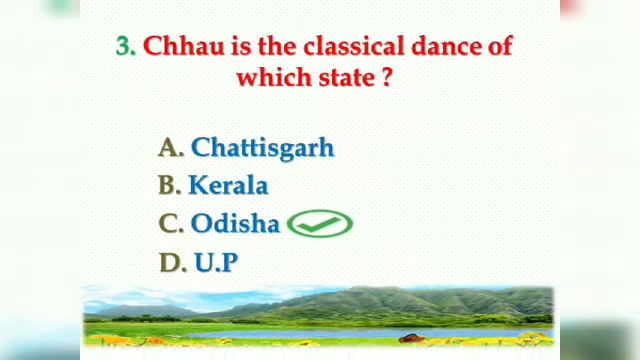 3. Chhau is the classical dance of
which state ?
A. Chattisgarh
B. Kerala
C. Odisha
D. U.P